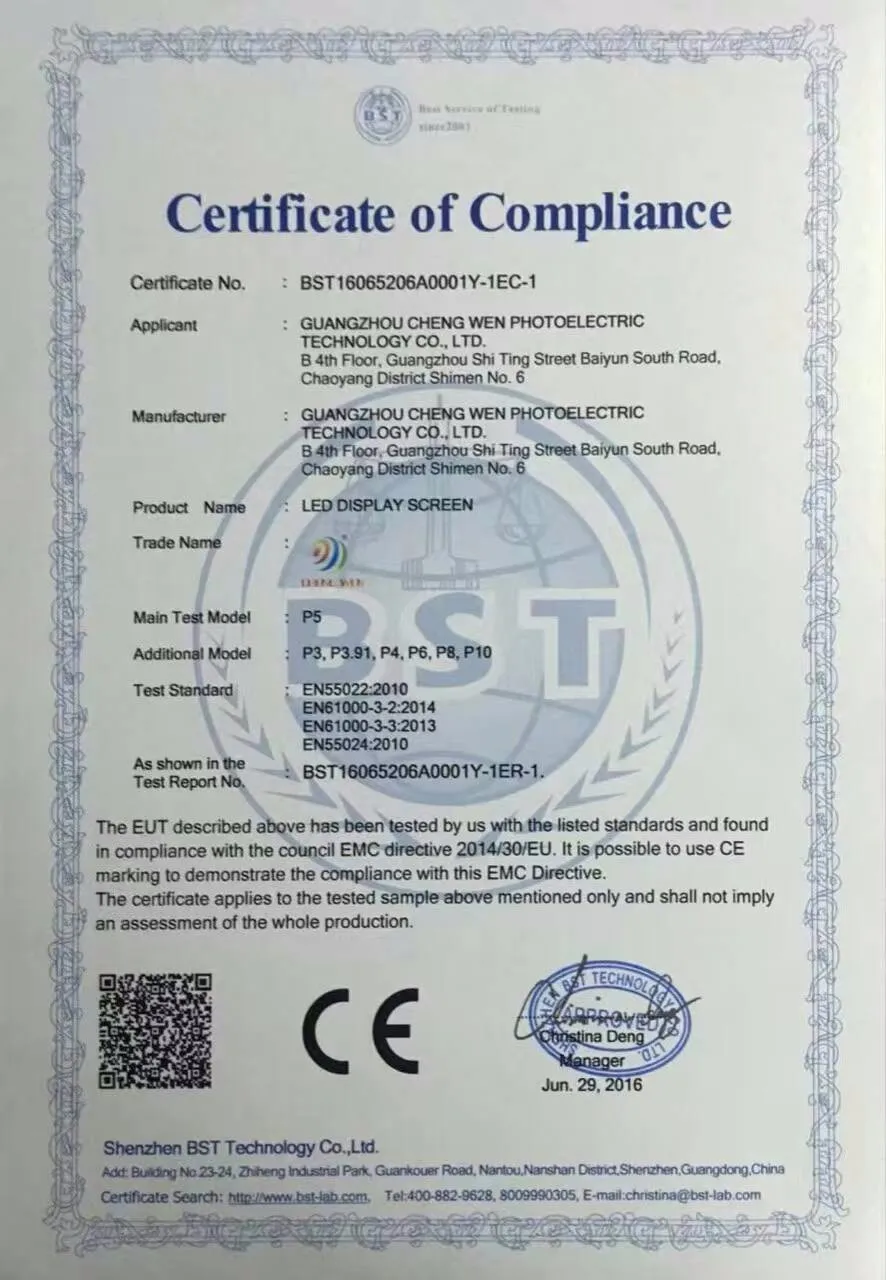 BST
Best Service of Testing
since2001
Certificate of Compliance
Certificate No. : BST16065206A0001Y-1EC-1
Applicant : GUANGZHOU CHENG WEN PHOTOELECTRIC
TECHNOLOGY CO., LTD.
B 4th Floor, Guangzhou Shi Ting Street Baiyun South Road,
Chaoyang District Shimen No. 6
Manufacturer : GUANGZHOU CHENG WEN PHOTOELECTRIC
TECHNOLOGY CO., LTD.
B 4th Floor, Guangzhou Shi Ting Street Baiyun South Road,
Chaoyang District Shimen No. 6
Product Name : LED DISPLAY SCREEN
Trade Name :
CHENG WEN
BST
Main Test Model : P5
Additional Model : P3, P3.91, P4, P6, P8, P10
Test Standard : EN55022:2010
EN61000-3-2:2014
EN61000-3-3:2013
EN55024:2010
As shown in the
Test Report No. : BST16065206A0001Y-1ER-1.
The EUT described above has been tested by us with the listed standards and found
in compliance with the council EMC directive 2014/30/EU. It is possible to use CE
marking to demonstrate the compliance with this EMC Directive.
The certificate applies to the tested sample above mentioned only and shall not imply
an assessment of the whole production.
CE
SHENZHEN BST TECHNOLOGY CO., LTD.
APPROVED
Christina Deng
Manager
Jun. 29, 2016
Shenzhen BST Technology Co.,Ltd.
Add: Building No.23-24, Zhiheng Industrial Park, Guankouer Road, Nantou,Nanshan District,Shenzhen,Guangdong,China
Certificate Search: http://www.bst-lab.com, Tel:400-882-9628, 8009990305, E-mail:christina@bst-lab.com